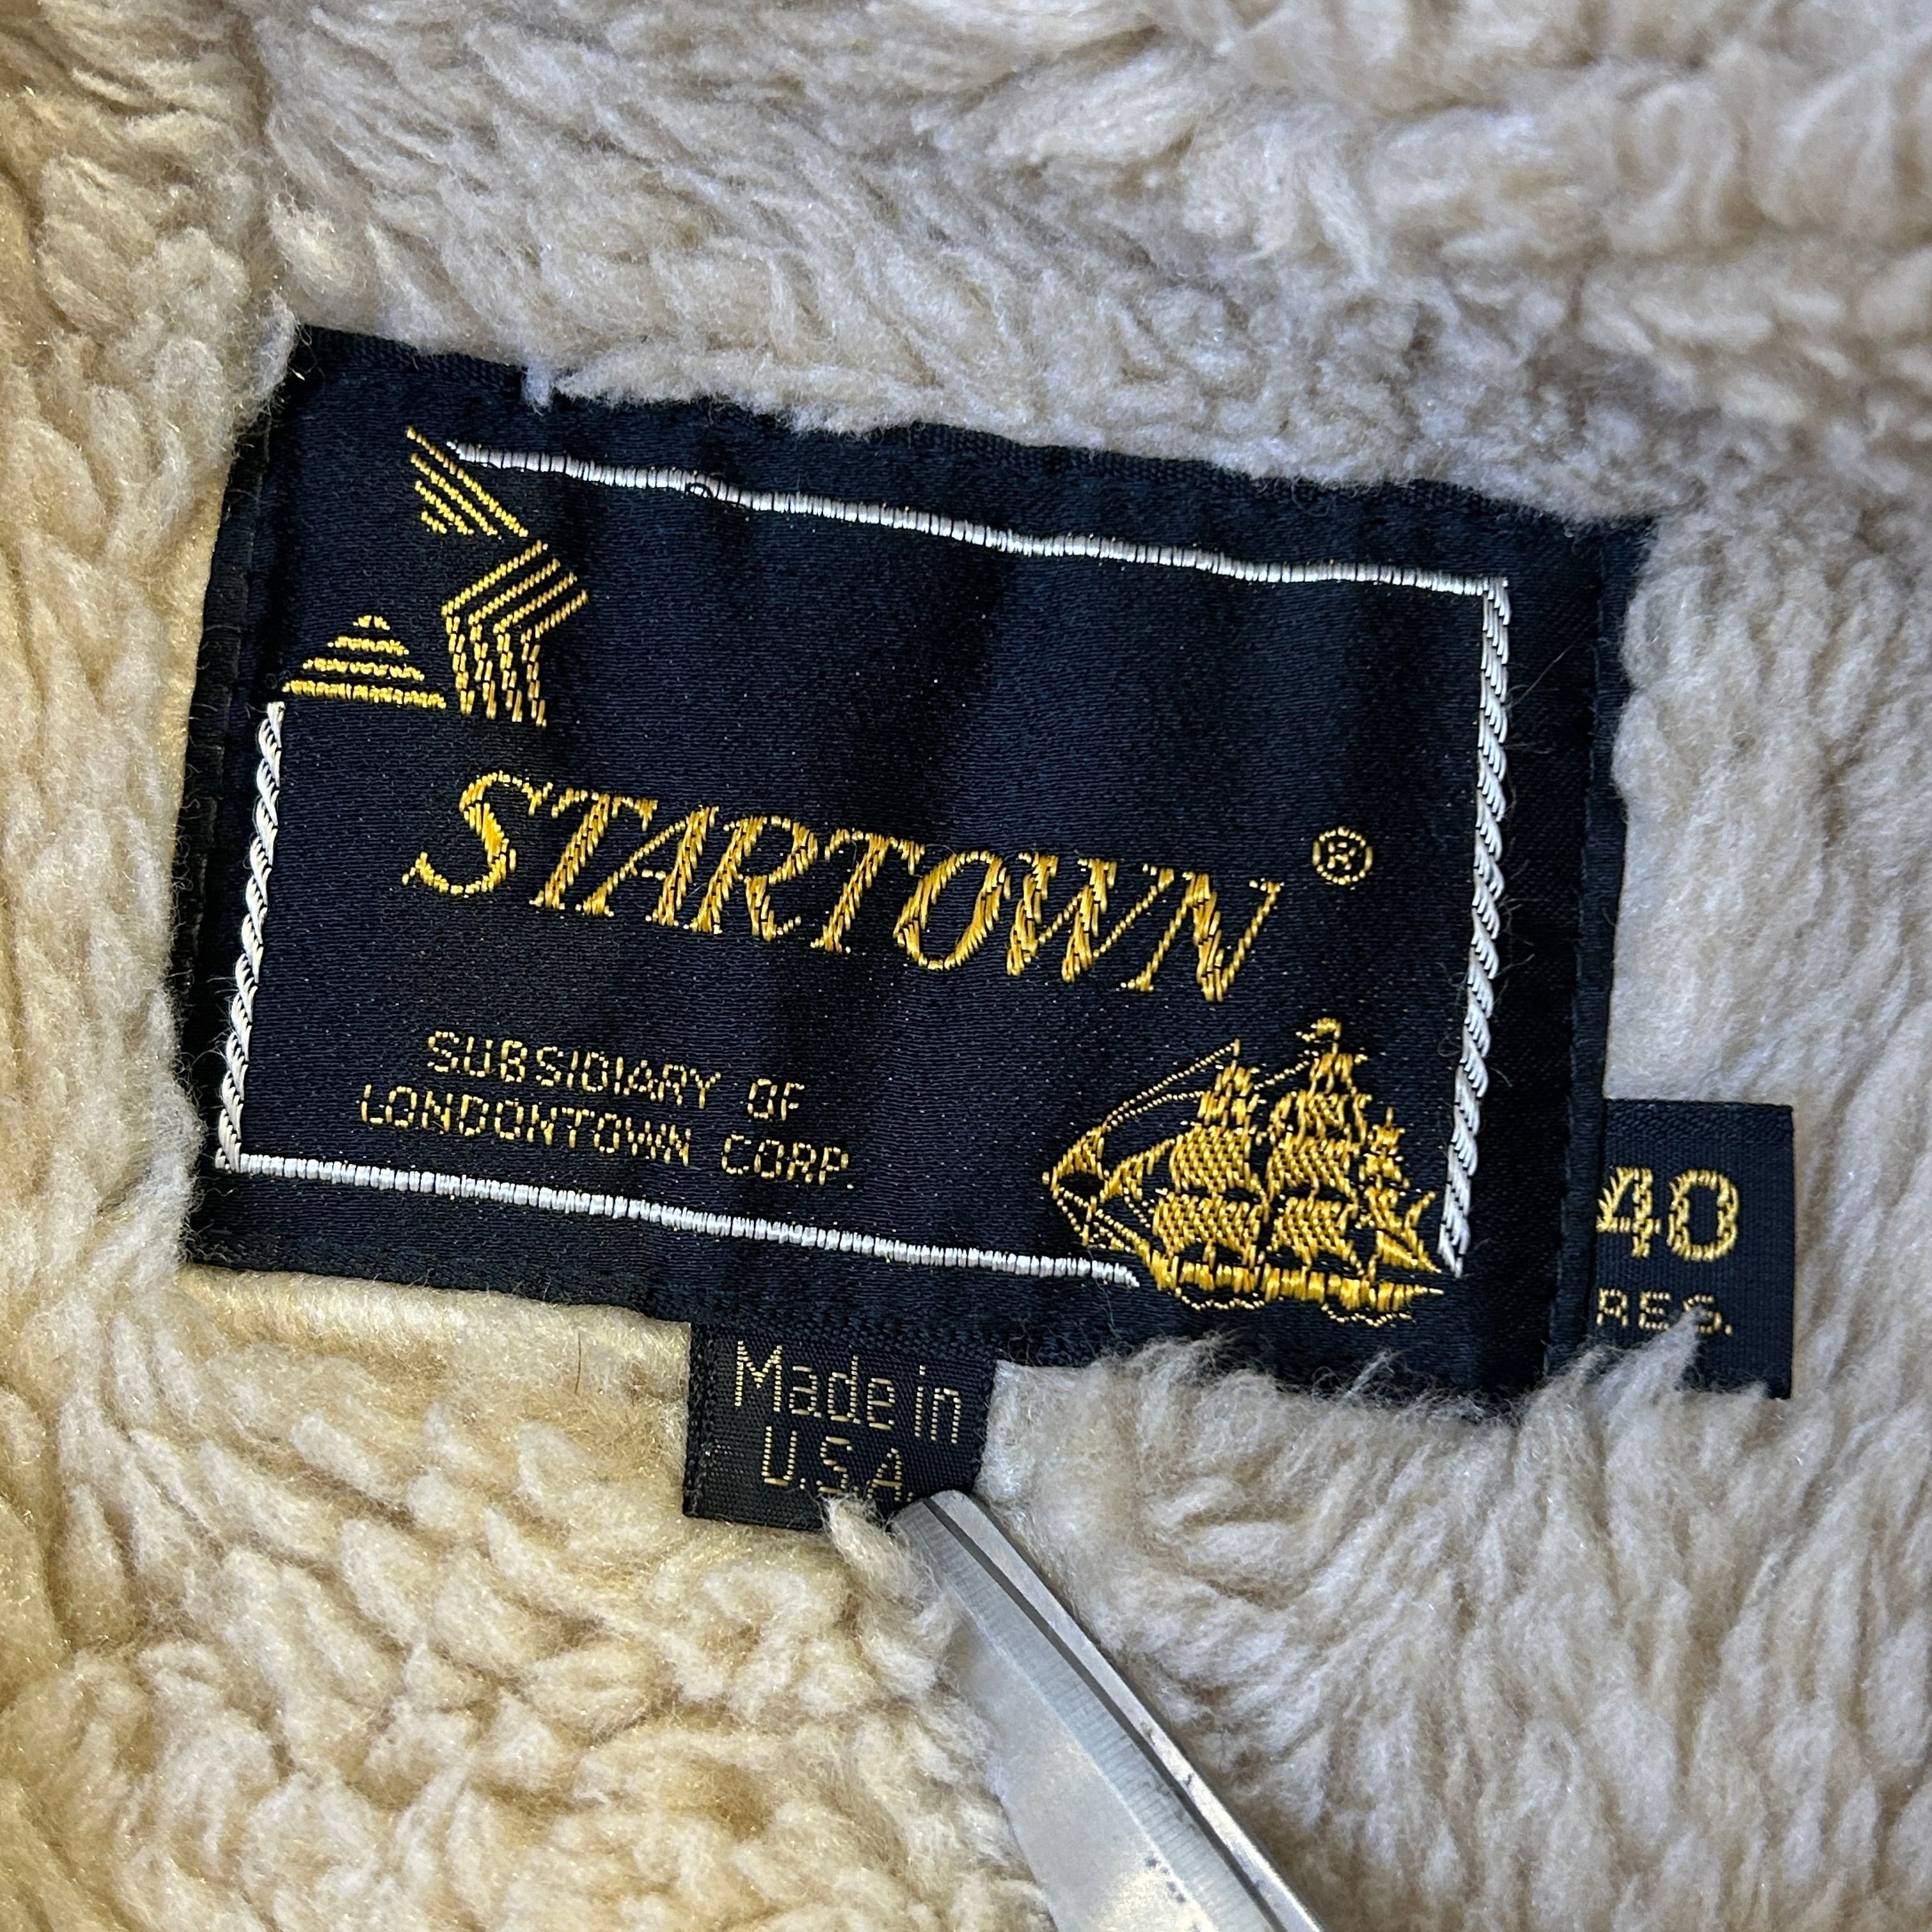 STARTOWN ®
SUBSIDIARY OF
LONDONTOWN CORP.
40
REG.
Made in
U.S.A.